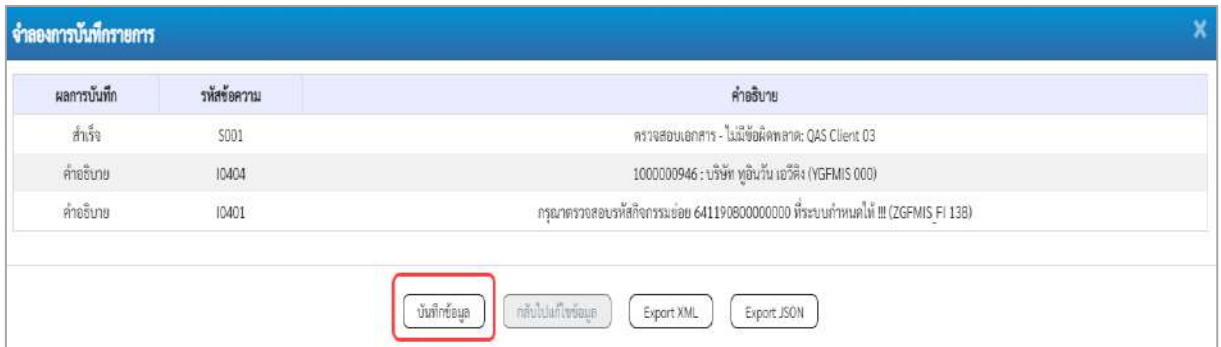 จำลองการบันทึกรายการ X
ผลการบันทึก รหัสข้อความ คำอธิบาย
สำเร็จ S001 ตรวจสอบเอกสาร - ไม่มีข้อผิดพลาด: QAS Client 03
คำอธิบาย I0404 1000000946 : บริษัท ทูอินวัน เอวีคิง (YGFMIS 000)
คำอธิบาย I0401 กรุณาตรวจสอบรหัสกิจกรรมย่อย 641190800000000 ที่ระบบกำหนดให้ !!! (ZGFMIS_FI 138)
บันทึกข้อมูล กลับไปแก้ไขข้อมูล Export XML Export JSON